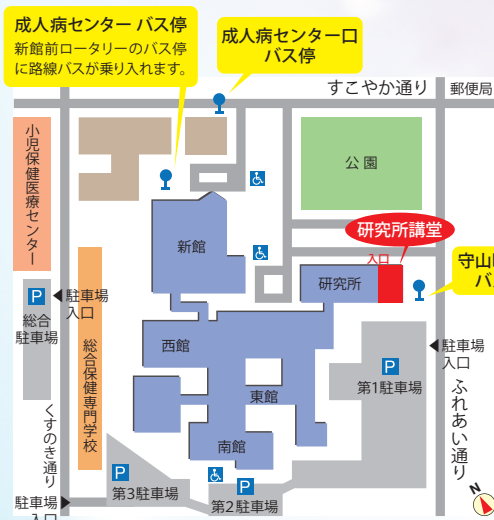 成人病センター バス停
新館前ロータリーのバス停
に路線バスが乗り入れます。
成人病センター口
バス停
すこやか通り
郵便局
小児保健医療センター
公園
研究所講堂
入口
新館
研究所
守山
バ
P
駐車場
入口
総合
駐車場
総合保健専門学校
西館
東館
P
第1駐車場
駐車場
入口
ふれあい通り
くすのき通り
南館
P
第3駐車場
P
第2駐車場
駐車場
入口
N